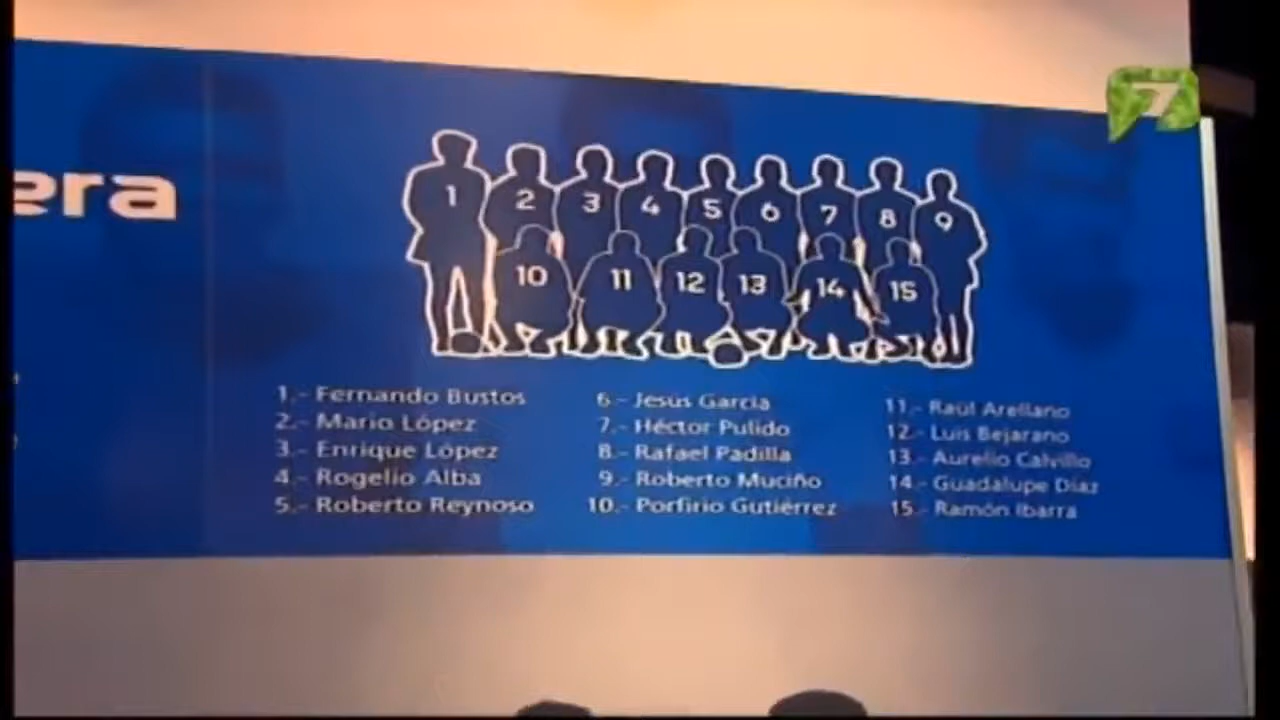 era
1 2 3 4 5 6 7 8 9
10 11 12 13 14 15
1.- Fernando Bustos
2.- Mario López
3.- Enrique López
4.- Rogelio Alba
5.- Roberto Reynoso
6.- Jesús García
7.- Héctor Pulido
8.- Rafael Padilla
9.- Roberto Muciño
10.- Porfirio Gutiérrez
11.- Raúl Arellano
12.- Luis Bejarano
13.- Aurelio Calvillo
14.- Guadalupe Díaz
15.- Ramón Ibarra
7